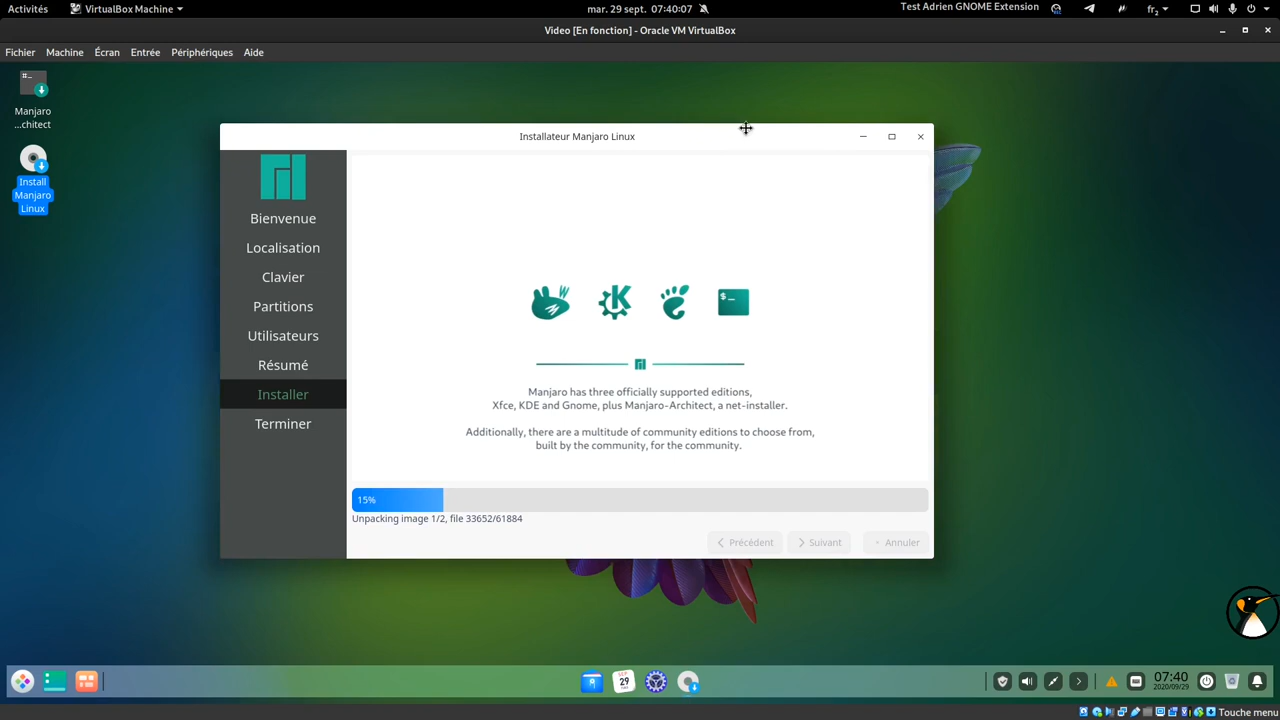 Activités
VirtualBox Machine
mar. 29 sept. 07:40:07
Test Adrien GNOME Extension
fr₂
Video [En fonction] - Oracle VM VirtualBox
Fichier
Machine
Écran
Entrée
Périphériques
Aide
Manjaro
...chitect
Install
Manjaro
Linux
Installateur Manjaro Linux
Bienvenue
Localisation
Clavier
Partitions
Utilisateurs
Résumé
Installer
Terminer
Manjaro has three officially supported editions,
Xfce, KDE and Gnome, plus Manjaro-Architect, a net-installer.
Additionally, there are a multitude of community editions to choose from,
built by the community, for the community.
15%
Unpacking image 1/2, file 33652/61884
Précédent
Suivant
Annuler
SEP
29
07:40
2020/09/29
Touche menu